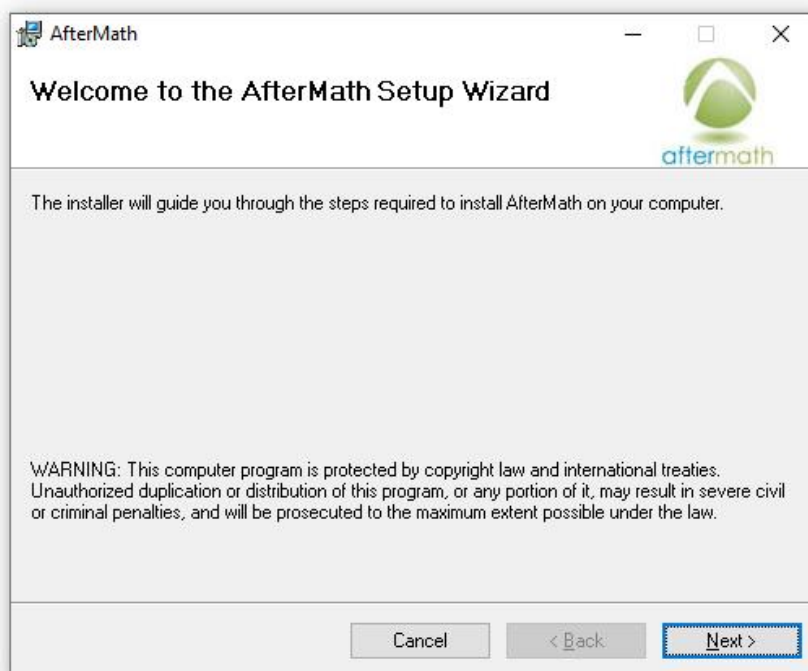 AfterMath
Welcome to the AfterMath Setup Wizard
aftermath
The installer will guide you through the steps required to install AfterMath on your computer.
WARNING: This computer program is protected by copyright law and international treaties.
Unauthorized duplication or distribution of this program, or any portion of it, may result in severe civil
or criminal penalties, and will be prosecuted to the maximum extent possible under the law.
Cancel
< Back
Next >